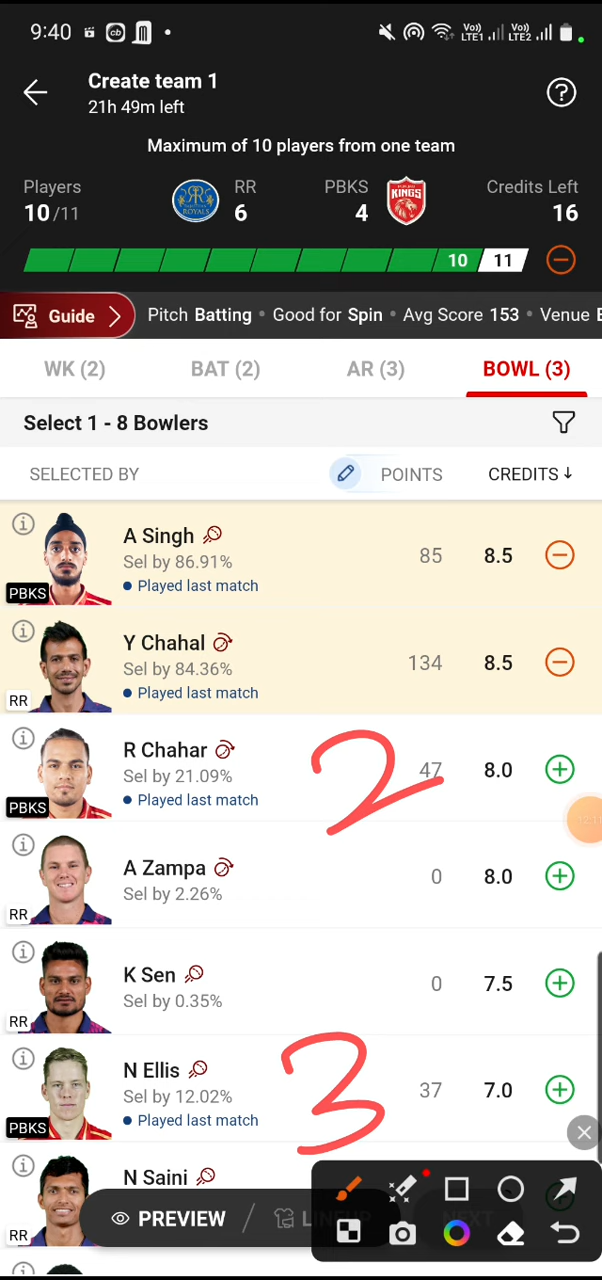 9:40 Vo)) LTE1 Vo)) LTE2
Create team 1
21h 49m left
Maximum of 10 players from one team
Players RR PBKS Credits Left
10/11 6 4 16
10 11
Guide Pitch Batting • Good for Spin • Avg Score 153 • Venue
WK (2) BAT (2) AR (3) BOWL (3)
Select 1 - 8 Bowlers
SELECTED BY POINTS CREDITS↓
A Singh
Sel by 86.91% 85 8.5
• Played last match
PBKS
Y Chahal
Sel by 84.36% 134 8.5
• Played last match
RR
R Chahar
Sel by 21.09% 2 47 8.0
• Played last match
PBKS
A Zampa
Sel by 2.26% 0 8.0
RR
K Sen
Sel by 0.35% 0 7.5
RR
N Ellis
Sel by 12.02% 3 37 7.0
• Played last match
PBKS
N Saini
RR
PREVIEW / LINEUP NEXT